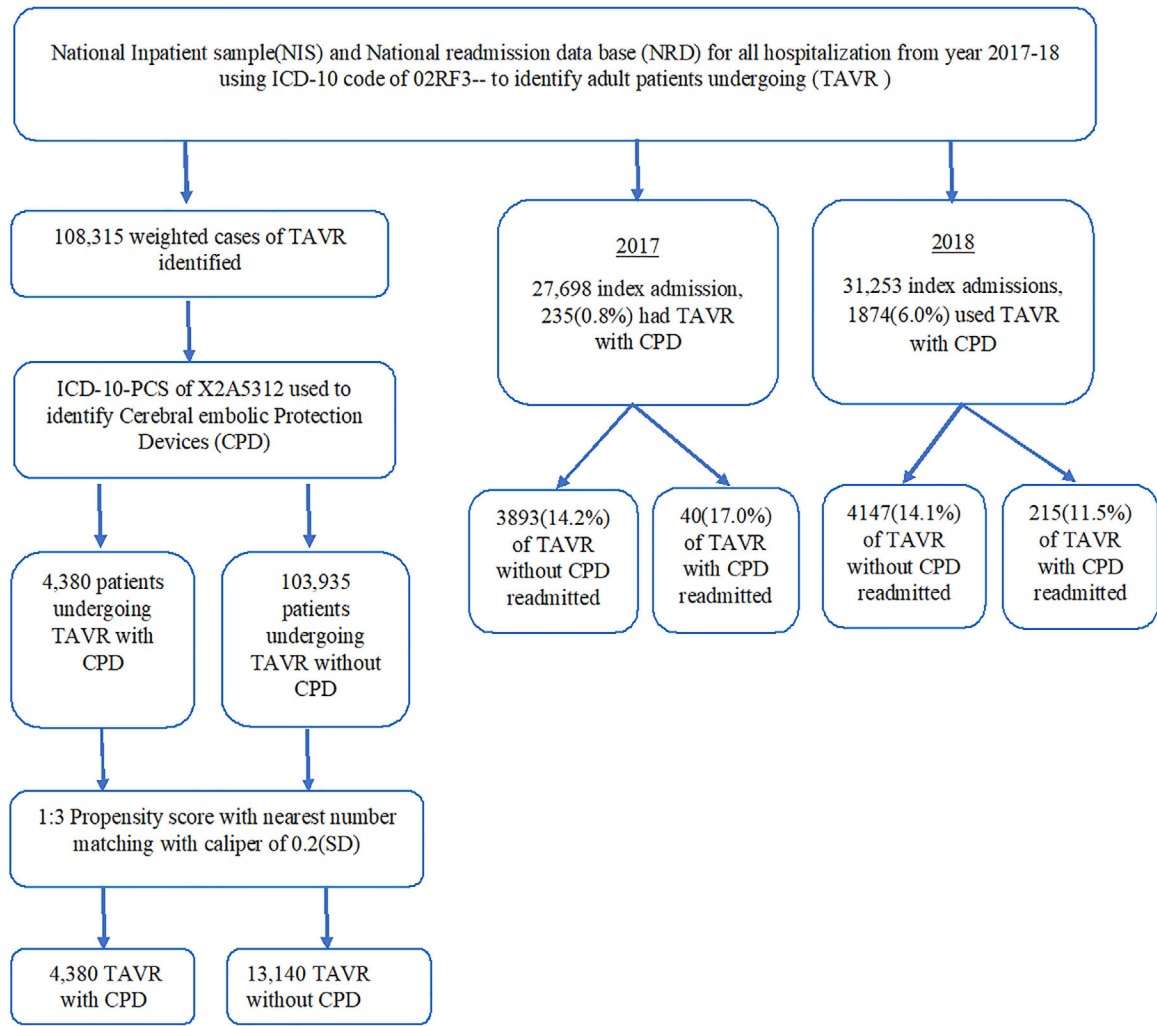 National Inpatient sample(NIS) and National readmission data base (NRD) for all hospitalization from year 2017-18
using ICD-10 code of 02RF3-- to identify adult patients undergoing (TAVR )
108,315 weighted cases of TAVR
identified
ICD-10-PCS of X2A5312 used to
identify Cerebral embolic Protection
Devices (CPD)
4,380 patients
undergoing
TAVR with
CPD
103,935
patients
undergoing
TAVR without
CPD
1:3 Propensity score with nearest number
matching with caliper of 0.2(SD)
4,380 TAVR
with CPD
13,140 TAVR
without CPD
2017
27,698 index admission,
235(0.8%) had TAVR
with CPD
3893(14.2%)
of TAVR
without CPD
readmitted
40(17.0%)
of TAVR
with CPD
readmitted
2018
31,253 index admissions,
1874(6.0%) used TAVR
with CPD
4147(14.1%)
of TAVR
without CPD
readmitted
215(11.5%)
of TAVR
with CPD
readmitted